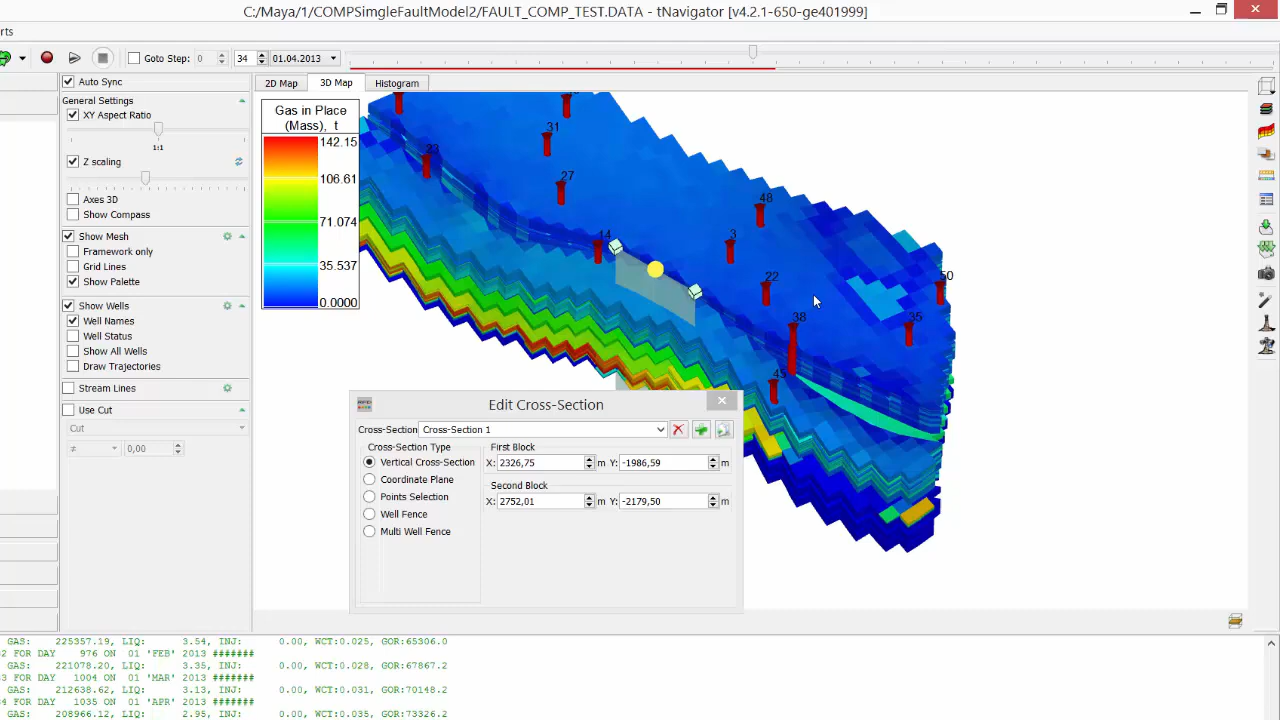 C:/Maya/1/COMPSimpleFaultModel2/FAULT_COMP_TEST.DATA - tNavigator [v4.2.1-650-ge401999]
rts
Goto Step: 0 34 01.04.2013
Auto Sync
2D Map 3D Map Histogram
General Settings
XY Aspect Ratio
1:1
Z scaling
Axes 3D
Show Compass
Show Mesh
Framework only
Grid Lines
Show Palette
Show Wells
Well Names
Well Status
Show All Wells
Draw Trajectories
Stream Lines
Use Cut
Cut
0,00
Gas in Place
(Mass), t
142.15
106.61
71.074
35.537
0.0000
31
23
27
48
14
3
22
50
38
35
45
Edit Cross-Section
Cross-Section Cross-Section 1
Cross-Section Type
Vertical Cross-Section
Coordinate Plane
Points Selection
Well Fence
Multi Well Fence
First Block
X: 2326,75 m Y: -1986,59 m
Second Block
X: 2752,01 m Y: -2179,50 m
GAS: 225357.19, LIQ: 3.54, INJ: 0.00, WCT:0.025, GOR:65306.0
2 FOR DAY 976 ON 01 'FEB' 2013 #######
GAS: 221078.20, LIQ: 3.35, INJ: 0.00, WCT:0.028, GOR:67867.2
3 FOR DAY 1004 ON 01 'MAR' 2013 #######
GAS: 212638.62, LIQ: 3.13, INJ: 0.00, WCT:0.031, GOR:70148.2
4 FOR DAY 1035 ON 01 'APR' 2013 #######
GAS: 208966.12, LIQ: 2.95, INJ: 0.00, WCT:0.035, GOR:73326.2